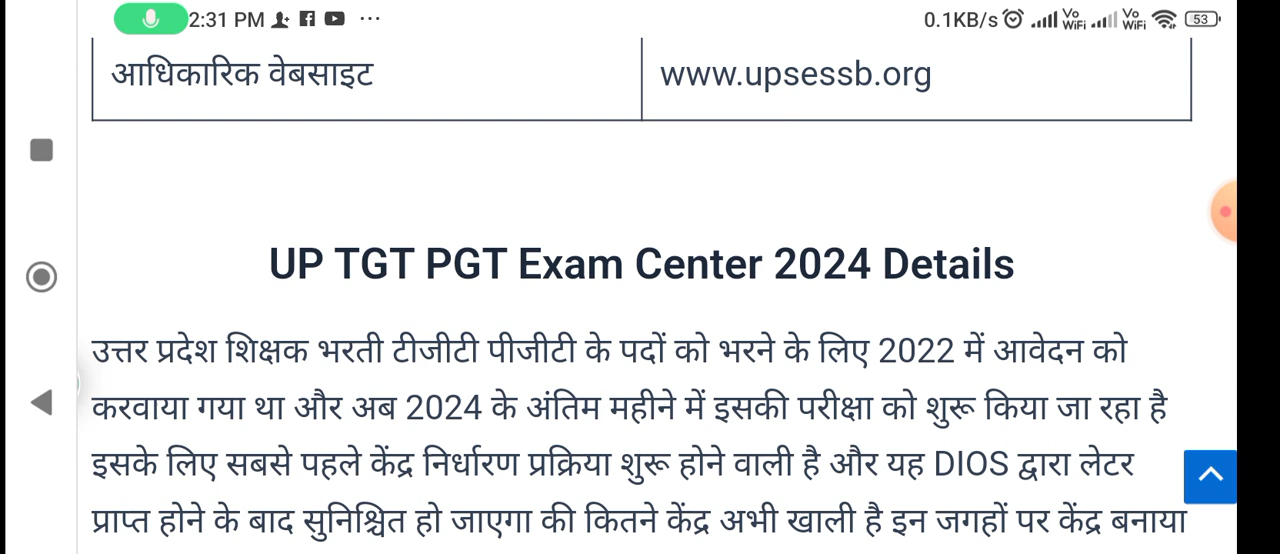 2:31 PM ... 0.1KB/s Vo WiFi Vo WiFi 53
आधिकारिक वेबसाइट www.upsessb.org
UP TGT PGT Exam Center 2024 Details
उत्तर प्रदेश शिक्षक भरती टीजीटी पीजीटी के पदों को भरने के लिए 2022 में आवेदन को
करवाया गया था और अब 2024 के अंतिम महीने में इसकी परीक्षा को शुरू किया जा रहा है
इसके लिए सबसे पहले केंद्र निर्धारण प्रक्रिया शुरू होने वाली है और यह DIOS द्वारा लेटर
प्राप्त होने के बाद सुनिश्चित हो जाएगा की कितने केंद्र अभी खाली है इन जगहों पर केंद्र बनाया